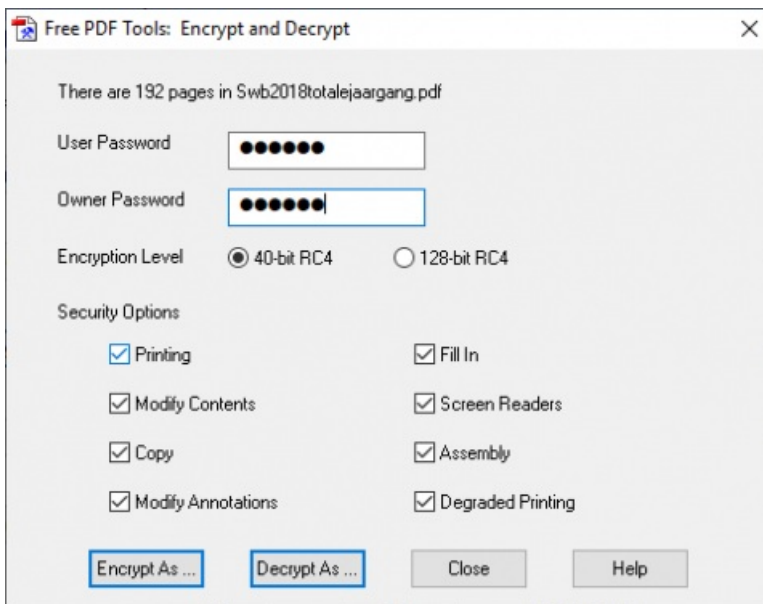 Free PDF Tools: Encrypt and Decrypt
There are 192 pages in Swb2018totalejaargang.pdf
User Password ●●●●●●
Owner Password ●●●●●●
Encryption Level 40-bit RC4 128-bit RC4
Security Options
Printing Fill In
Modify Contents Screen Readers
Copy Assembly
Modify Annotations Degraded Printing
Encrypt As ... Decrypt As ... Close Help